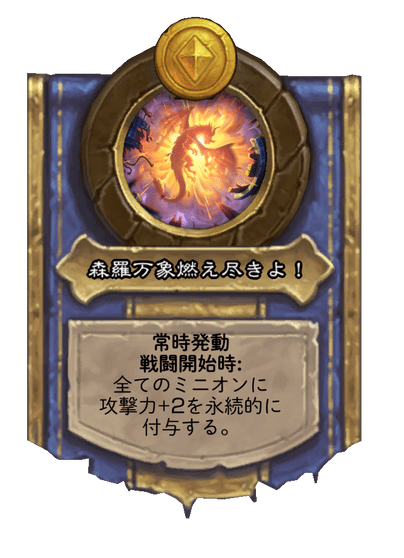 森羅万象燃え尽きよ！
常時発動
戦闘開始時:
全てのミニオンに
攻撃力+2を永続的に
付与する。